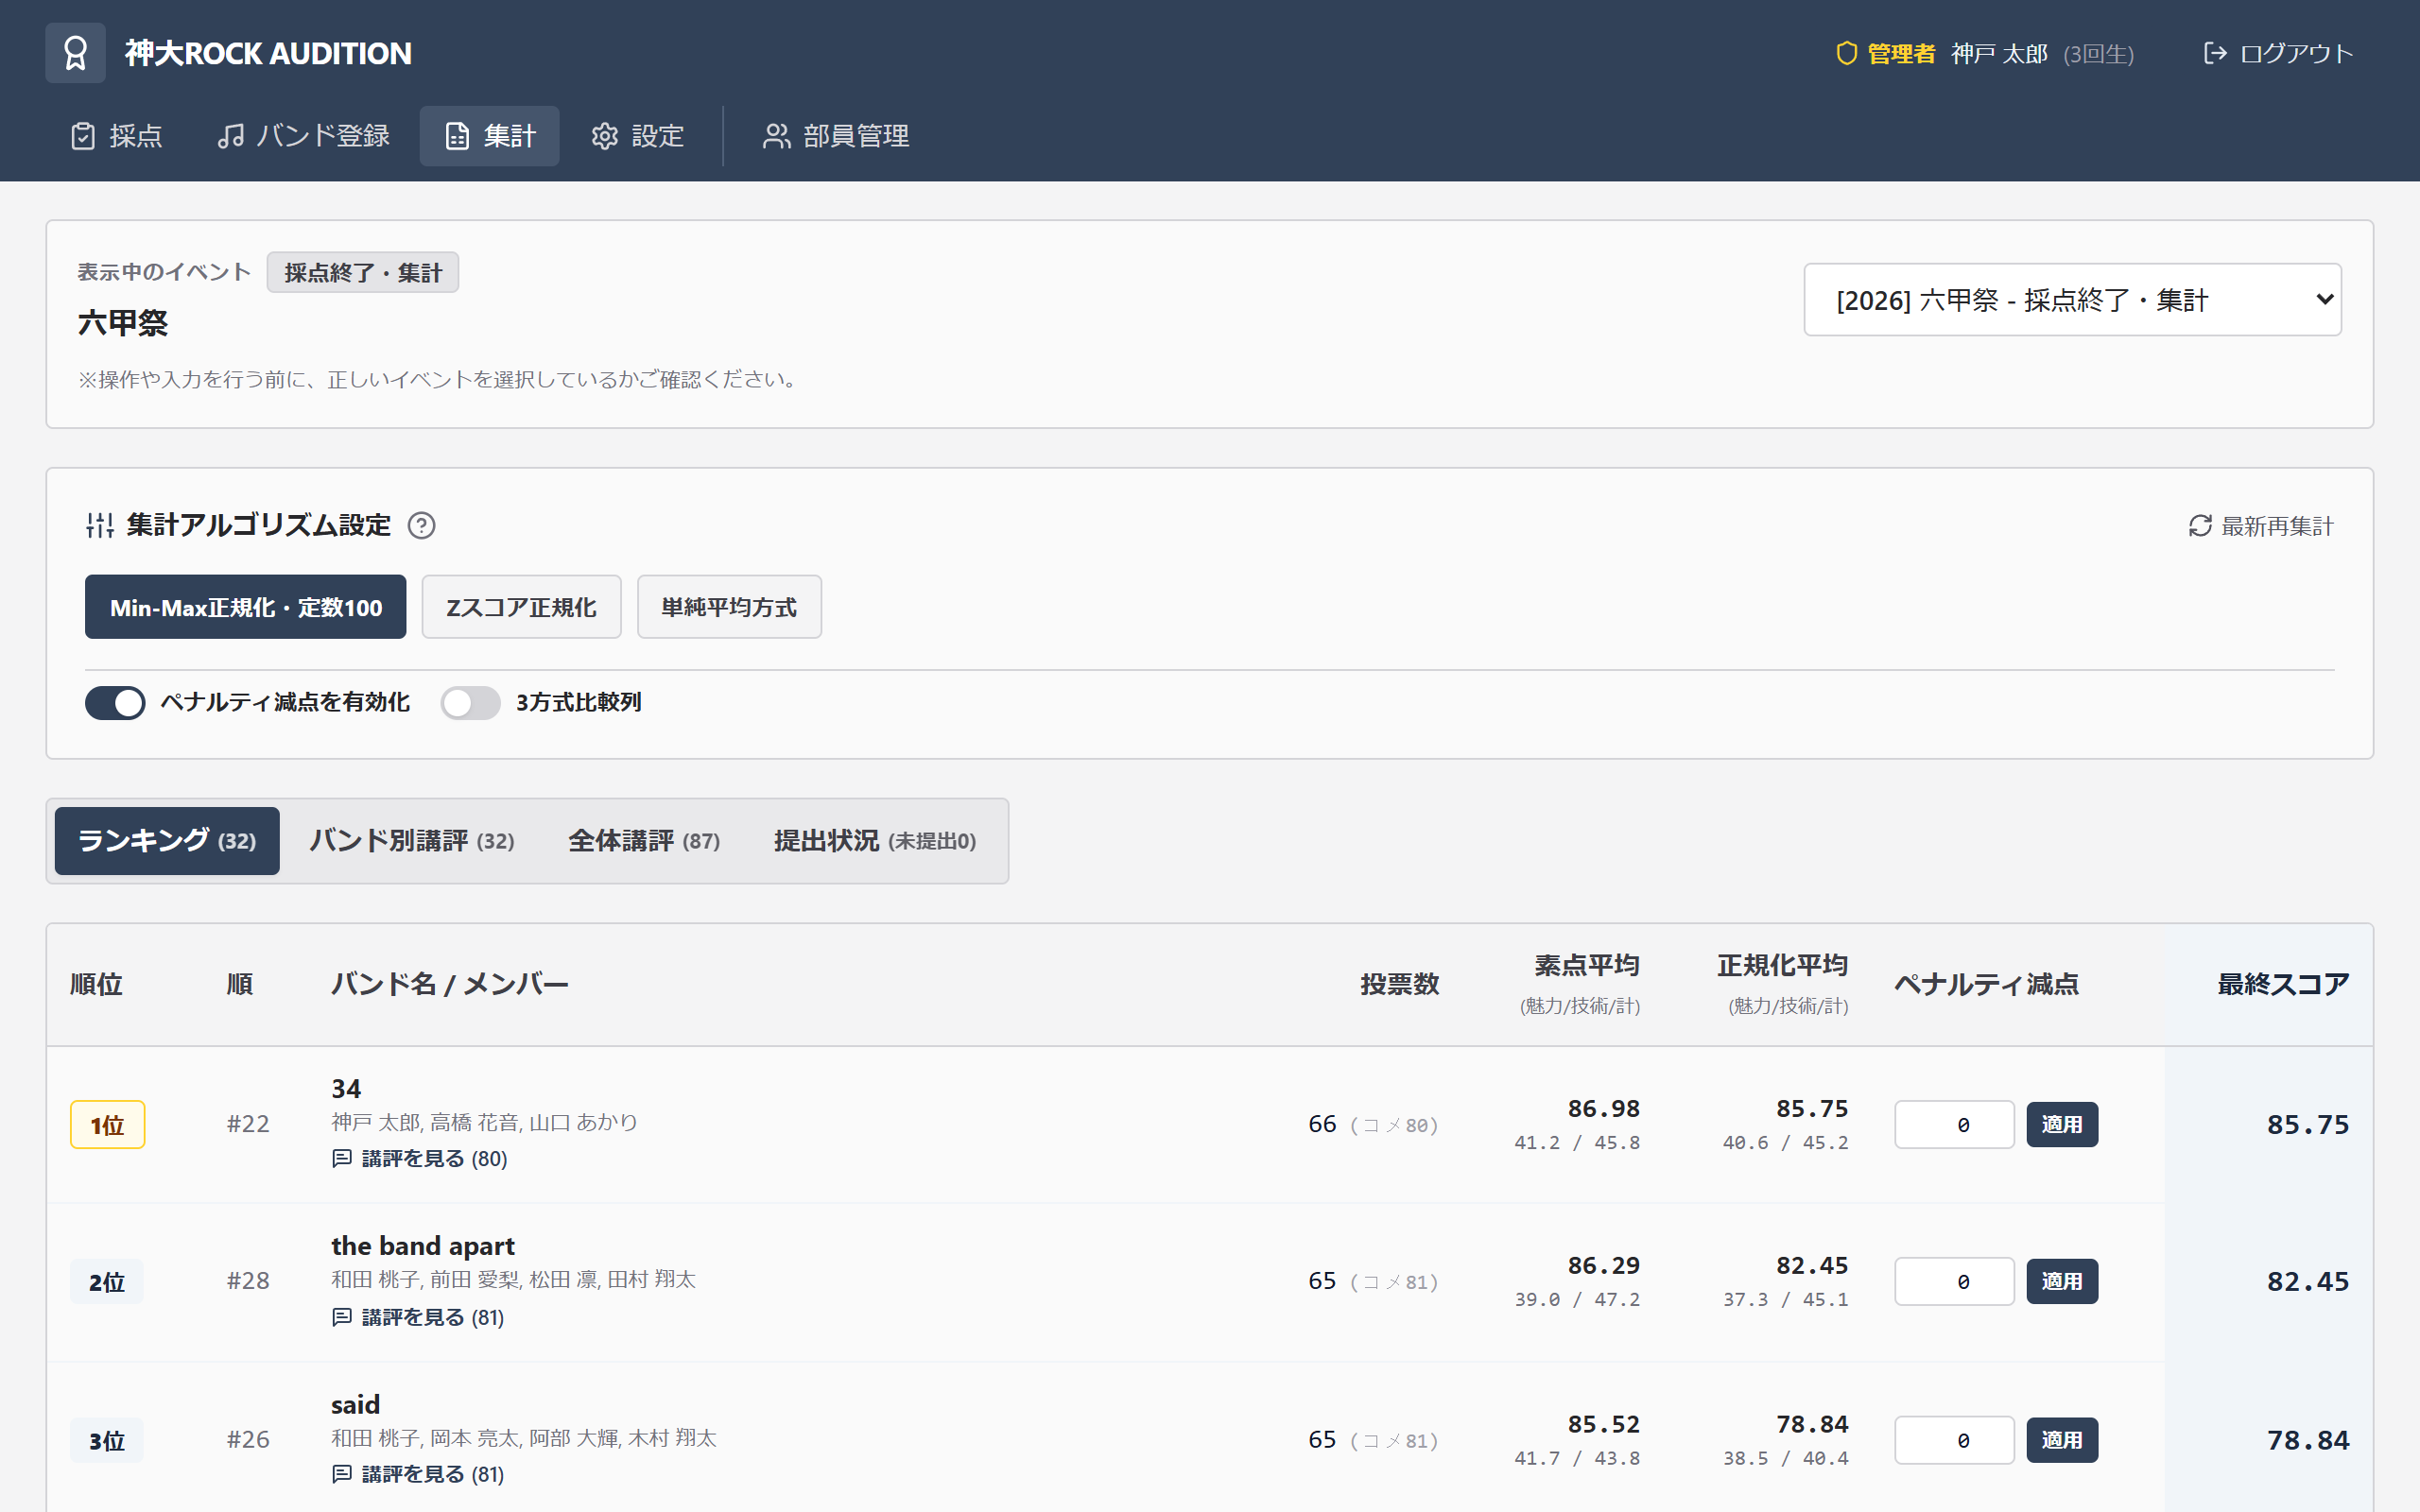 神大ROCK AUDITION
管理者 神戸 太郎 (3回生) ログアウト
採点 バンド登録 集計 設定 部員管理
表示中のイベント 採点終了・集計
六甲祭
[2026] 六甲祭 - 採点終了・集計
※操作や入力を行う前に、正しいイベントを選択しているかご確認ください。
集計アルゴリズム設定
最新再集計
Min-Max正規化・定数100 Zスコア正規化 単純平均方式
ペナルティ減点を有効化 3方式比較列
ランキング (32) バンド別講評 (32) 全体講評 (87) 提出状況 (未提出0)
順位 順 バンド名 / メンバー 投票数 素点平均 正規化平均 ペナルティ減点 最終スコア
(魅力/技術/計) (魅力/技術/計)
34
1位 #22 神戸 太郎, 高橋 花音, 山口 あかり 66 (コメ80) 86.98 85.75 0 適用 85.75
41.2 / 45.8 40.6 / 45.2
講評を見る (80)
the band apart
2位 #28 和田 桃子, 前田 愛梨, 松田 凛, 田村 翔太 65 (コメ81) 86.29 82.45 0 適用 82.45
39.0 / 47.2 37.3 / 45.1
講評を見る (81)
said
3位 #26 和田 桃子, 岡本 亮太, 阿部 大輝, 木村 翔太 65 (コメ81) 85.52 78.84 0 適用 78.84
41.7 / 43.8 38.5 / 40.4
講評を見る (81)